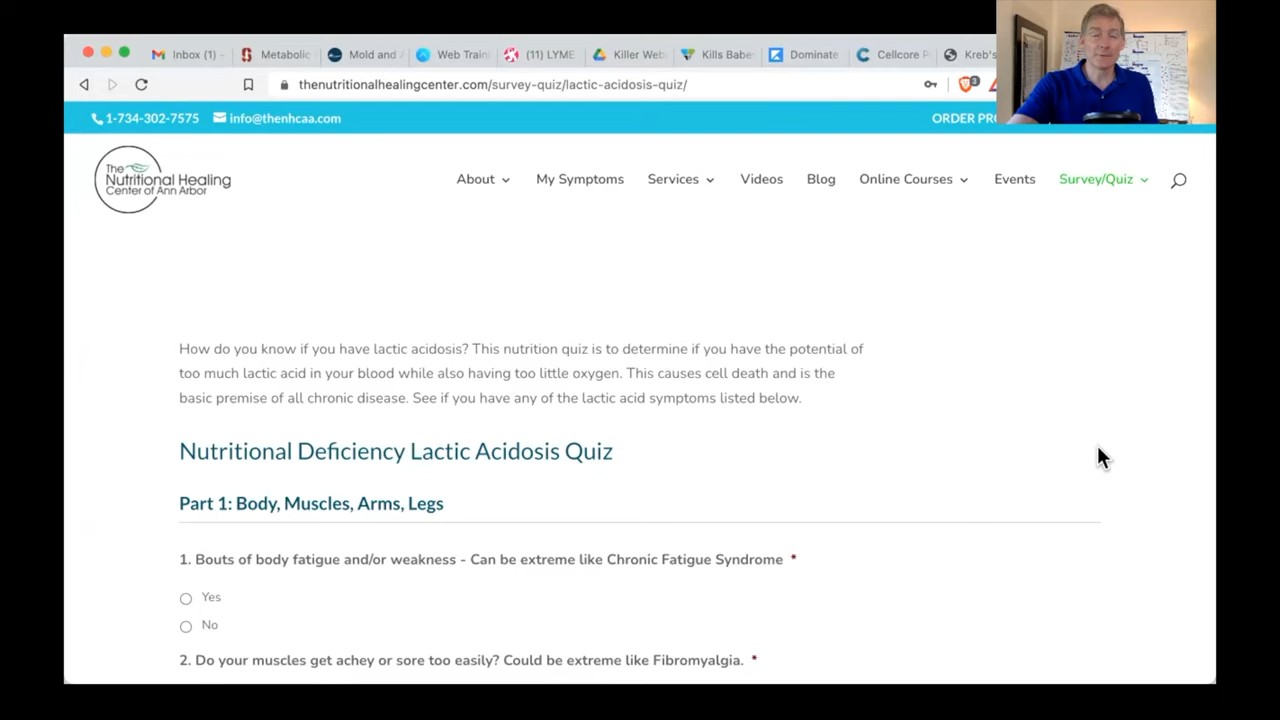 Inbox (1) -
Metabolic
Mold and
Web Train
(11) LYME
Killer Web
Kills Babe
Dominate
Cellcore P
Kreb's
thenutritionalhealingcenter.com/survey-quiz/lactic-acidosis-quiz/
3
1-734-302-7575
info@thenhcaa.com
ORDER PRO
The
Nutritional Healing
Center of Ann Arbor
About
My Symptoms
Services
Videos
Blog
Online Courses
Events
Survey/Quiz
How do you know if you have lactic acidosis? This nutrition quiz is to determine if you have the potential of
too much lactic acid in your blood while also having too little oxygen. This causes cell death and is the
basic premise of all chronic disease. See if you have any of the lactic acid symptoms listed below.
Nutritional Deficiency Lactic Acidosis Quiz
Part 1: Body, Muscles, Arms, Legs
1. Bouts of body fatigue and/or weakness - Can be extreme like Chronic Fatigue Syndrome *
Yes
No
2. Do your muscles get achey or sore too easily? Could be extreme like Fibromyalgia. *